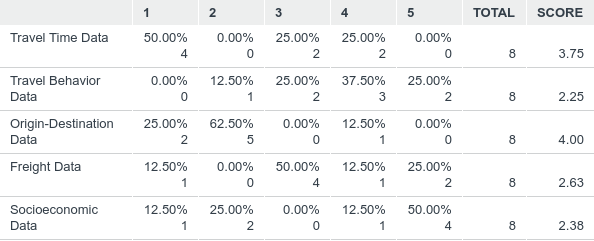 1 2 3 4 5 TOTAL SCORE
Travel Time Data 50.00% 0.00% 25.00% 25.00% 0.00%
4 0 2 2 0 8 3.75
Travel Behavior 0.00% 12.50% 25.00% 37.50% 25.00%
Data 0 1 2 3 2 8 2.25
Origin-Destination 25.00% 62.50% 0.00% 12.50% 0.00%
Data 2 5 0 1 0 8 4.00
Freight Data 12.50% 0.00% 50.00% 12.50% 25.00%
1 0 4 1 2 8 2.63
Socioeconomic 12.50% 25.00% 0.00% 12.50% 50.00%
Data 1 2 0 1 4 8 2.38